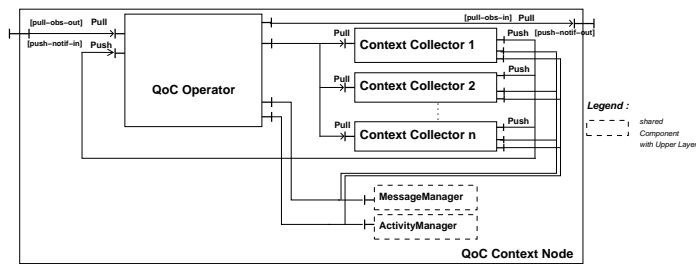 [pull-obs-out] Pull
[push-notif-in] Push
QoC Operator
[pull-obs-in] Pull
[push-notif-out]
Pull Context Collector 1 Push
Pull Context Collector 2 Push
Pull Context Collector n Push
Legend :
shared
Component
with Upper Layer
MessageManager
ActivityManager
QoC Context Node